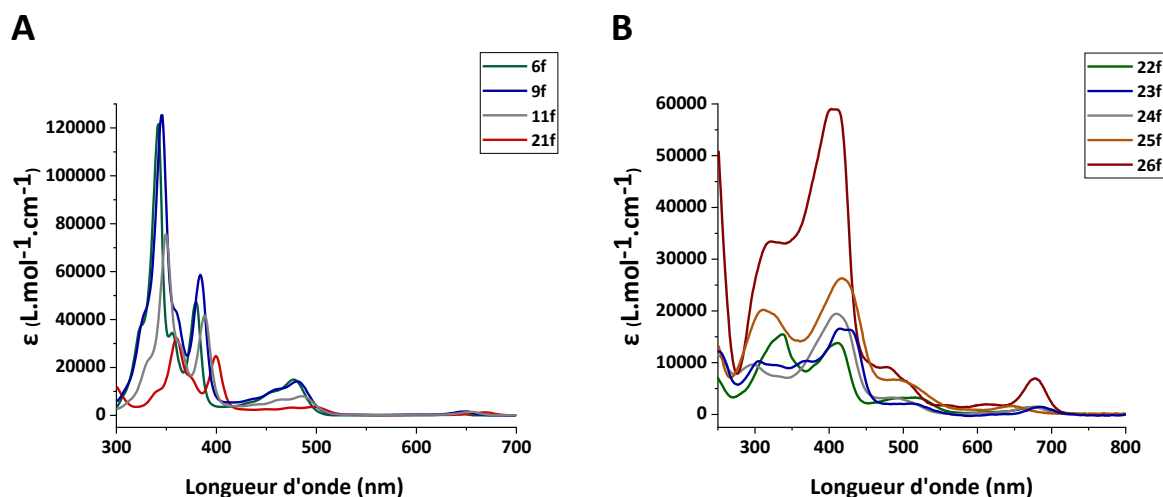 A
6f
9f
11f
21f
ε (L.mol-1.cm-1)
120000
100000
80000
60000
40000
20000
0
300
400
500
600
700
Longueur d'onde (nm)
B
22f
23f
24f
25f
26f
ε (L.mol-1.cm-1)
60000
50000
40000
30000
20000
10000
0
300
400
500
600
700
800
Longueur d'onde (nm)